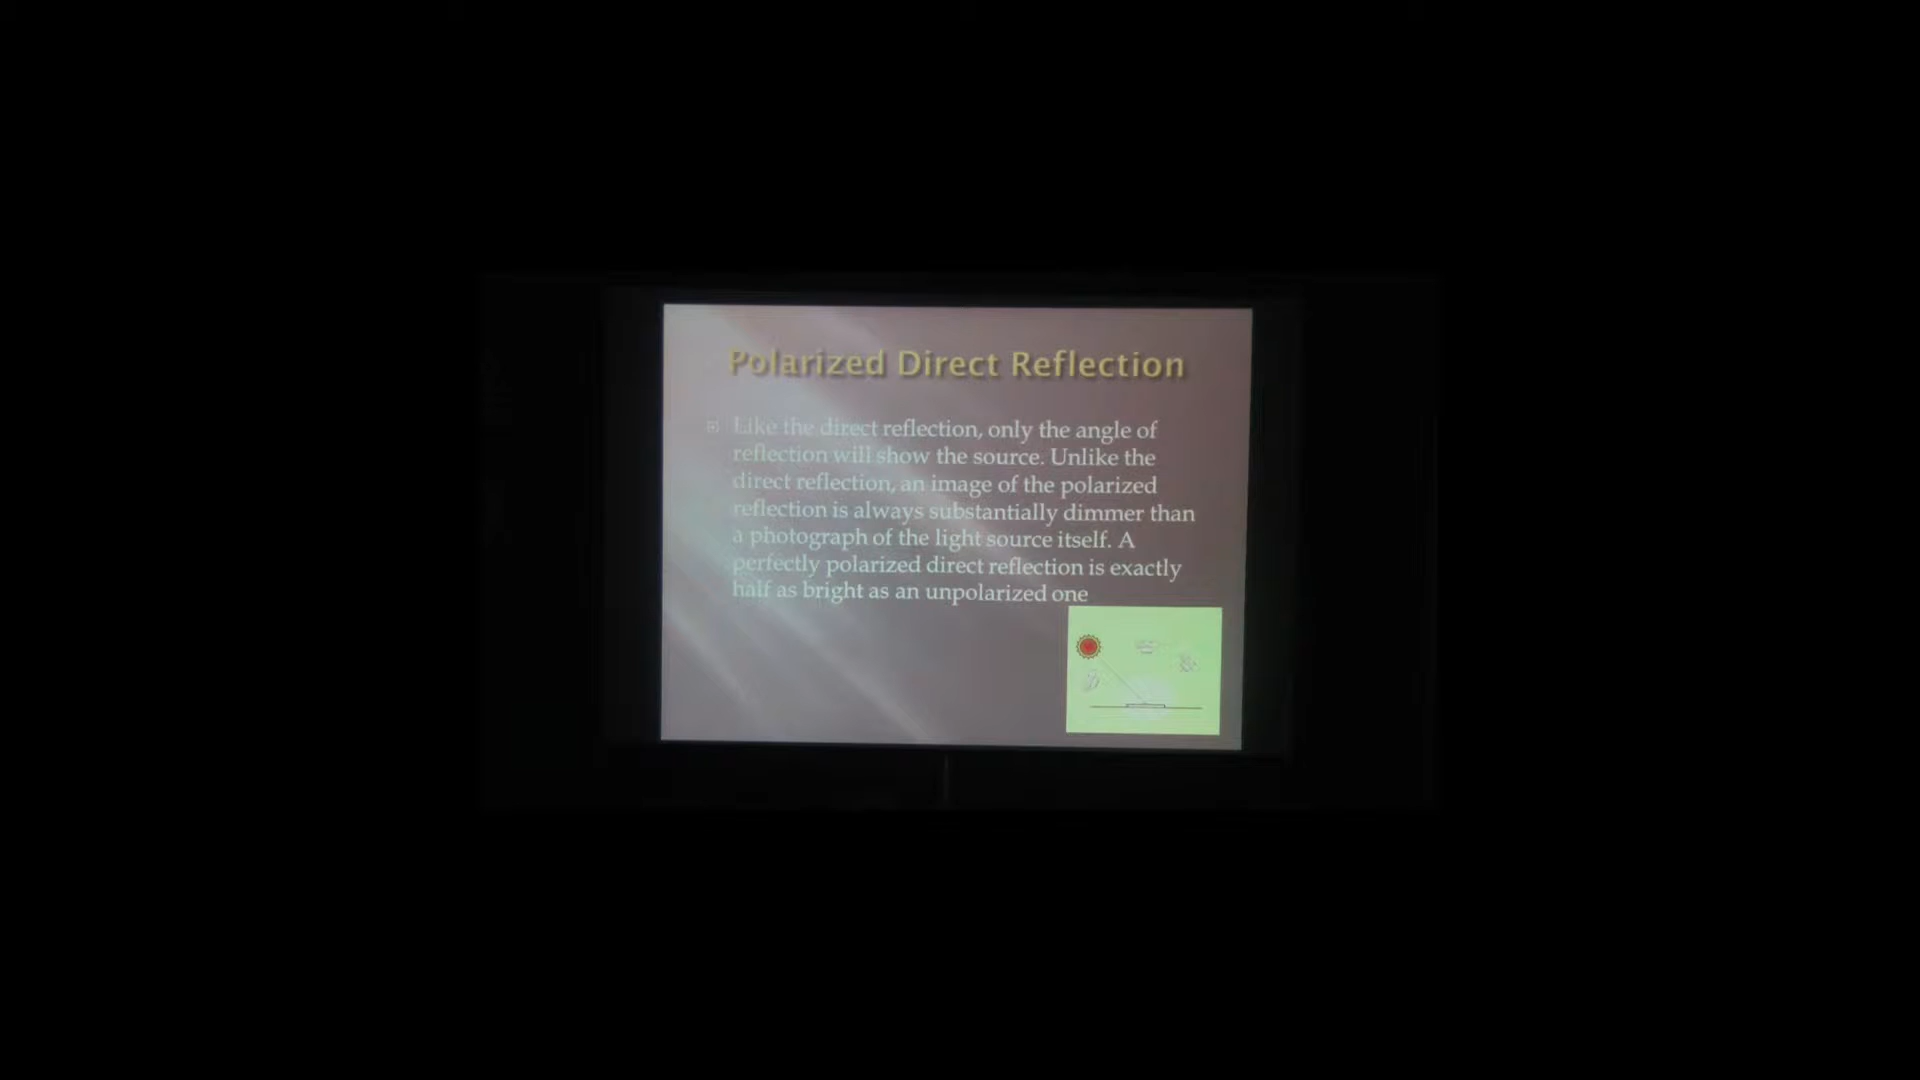 Polarized Direct Reflection
Like the direct reflection, only the angle of
reflection will show the source. Unlike the
direct reflection, an image of the polarized
reflection is always substantially dimmer than
a photograph of the light source itself. A
perfectly polarized direct reflection is exactly
half as bright as an unpolarized one